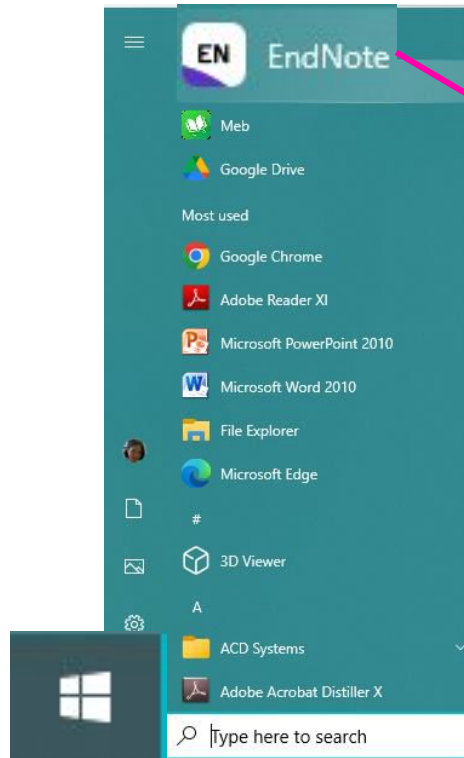 EN EndNote
Meb
Google Drive
Most used
Google Chrome
Adobe Reader XI
Microsoft PowerPoint 2010
Microsoft Word 2010
File Explorer
Microsoft Edge
#
3D Viewer
A
ACD Systems
Adobe Acrobat Distiller X
Type here to search